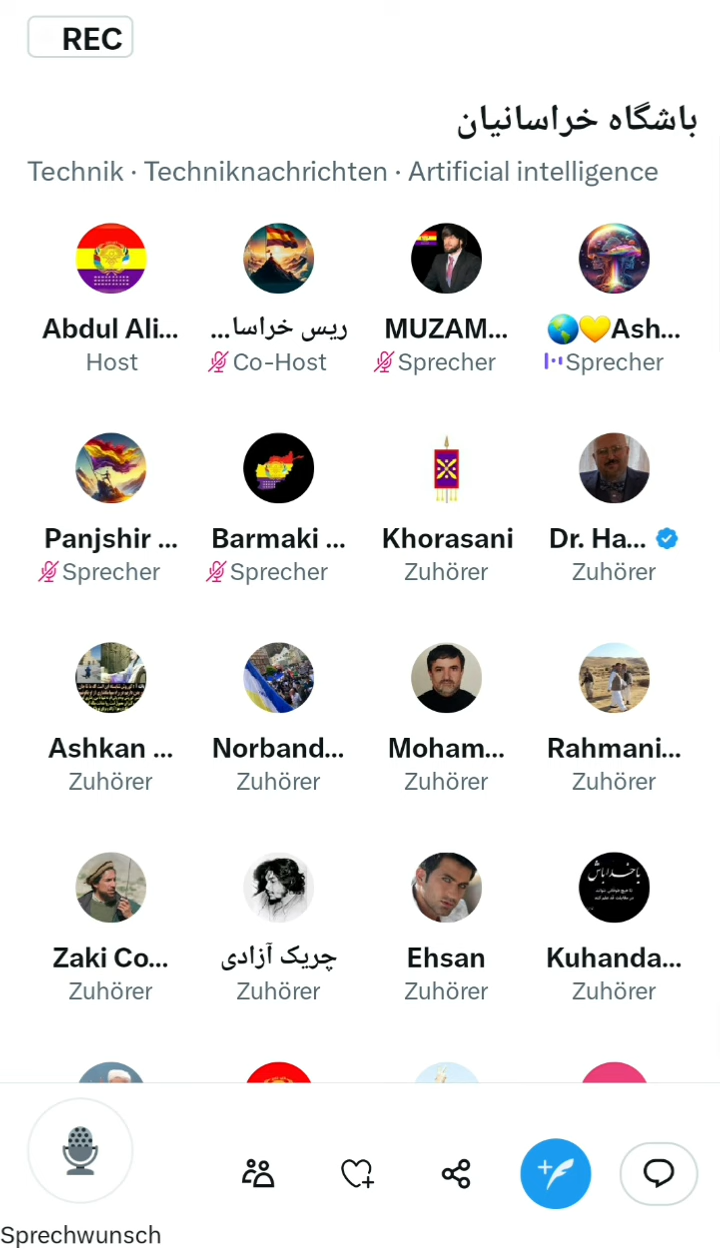 REC
باشگاه خراسانیان
Technik · Techniknachrichten · Artificial intelligence
Abdul Ali... ریس خراسا... MUZAM... 🌎💛Ash...
Host Co-Host Sprecher Sprecher
Panjshir ... Barmaki ... Khorasani Dr. Ha...
Sprecher Sprecher Zuhörer Zuhörer
Ashkan ... Norband... Moham... Rahmani...
Zuhörer Zuhörer Zuhörer Zuhörer
باخداباش
Zaki Co... چریک آزادی Ehsan Kuhanda...
Zuhörer Zuhörer Zuhörer Zuhörer
Sprechwunsch